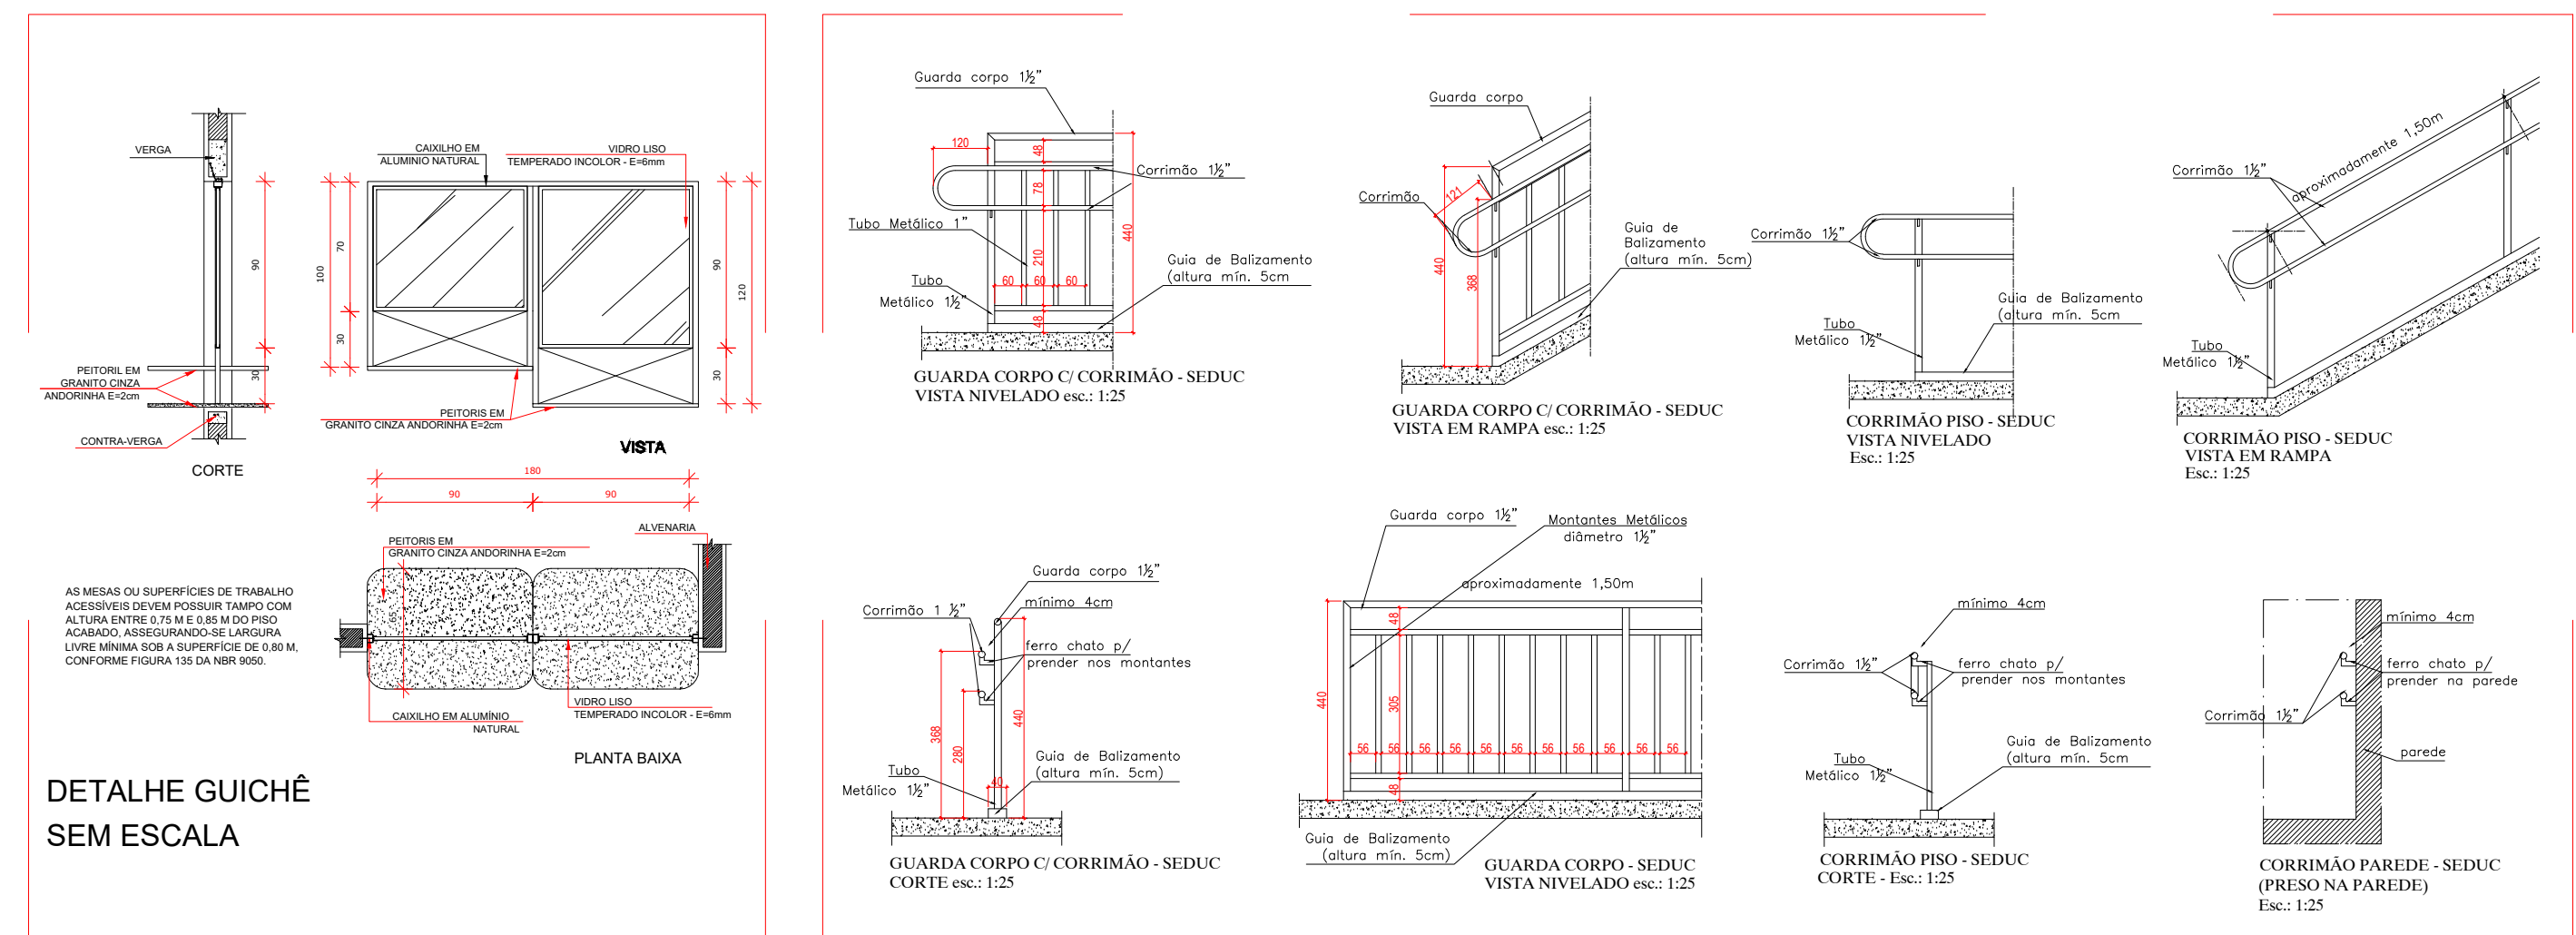 VERGA
CAIXILHO EM
ALUMINIO NATURAL
VIDRO LISO
TEMPERADO INCOLOR - E=6mm
90
30
100
70
30
90
30
120
PEITORIL EM
GRANITO CINZA
ANDORINHA E=2cm
CONTRA-VERGA
CORTE
PEITORIS EM
GRANITO CINZA ANDORINHA E=2cm
VISTA
180
90
90
ALVENARIA
PEITORIS EM
GRANITO CINZA ANDORINHA E=2cm
AS MESAS OU SUPERFÍCIES DE TRABALHO
ACESSÍVEIS DEVEM POSSUIR TAMPO COM
ALTURA ENTRE 0,75 M E 0,85 M DO PISO
ACABADO, ASSEGURANDO-SE LARGURA
LIVRE MÍNIMA SOB A SUPERFÍCIE DE 0,80 M,
CONFORME FIGURA 135 DA NBR 9050.
CAIXILHO EM ALUMÍNIO
NATURAL
VIDRO LISO
TEMPERADO INCOLOR - E=6mm
PLANTA BAIXA
DETALHE GUICHÊ
SEM ESCALA
Guarda corpo 1½"
120
48
78
210
60
60
60
48
440
Corrimão 1½"
Tubo Metálico 1"
Tubo
Metálico 1½"
Guia de Balizamento
(altura mín. 5cm)
GUARDA CORPO C/ CORRIMÃO - SEDUC
VISTA NIVELADO esc.: 1:25
Guarda corpo
121
Corrimão
440
368
Guia de
Balizamento
(altura mín. 5cm)
GUARDA CORPO C/ CORRIMÃO - SEDUC
VISTA EM RAMPA esc.: 1:25
Corrimão 1½"
Guia de Balizamento
(altura mín. 5cm
Tubo
Metálico 1½"
CORRIMÃO PISO - SEDUC
VISTA NIVELADO
Esc.: 1:25
aproximadamente 1,50m
Corrimão 1½"
Tubo
Metálico 1½"
CORRIMÃO PISO - SEDUC
VISTA EM RAMPA
Esc.: 1:25
Guarda corpo 1½"
mínimo 4cm
Corrimão 1 ½"
ferro chato p/
prender nos montantes
368
280
440
40
Tubo
Metálico 1½"
Guia de Balizamento
(altura mín. 5cm)
GUARDA CORPO C/ CORRIMÃO - SEDUC
CORTE esc.: 1:25
Guarda corpo 1½"
Montantes Metálicos
diâmetro 1½"
aproximadamente 1,50m
440
48
305
56
56
56
56
56
56
56
56
56
56
56
48
Guia de Balizamento
(altura mín. 5cm)
GUARDA CORPO - SEDUC
VISTA NIVELADO esc.: 1:25
mínimo 4cm
Corrimão 1½"
ferro chato p/
prender nos montantes
Tubo
Metálico 1½"
Guia de Balizamento
(altura mín. 5cm
CORRIMÃO PISO - SEDUC
CORTE - Esc.: 1:25
mínimo 4cm
ferro chato p/
prender na parede
Corrimão 1½"
parede
CORRIMÃO PAREDE - SEDUC
(PRESO NA PAREDE)
Esc.: 1:25